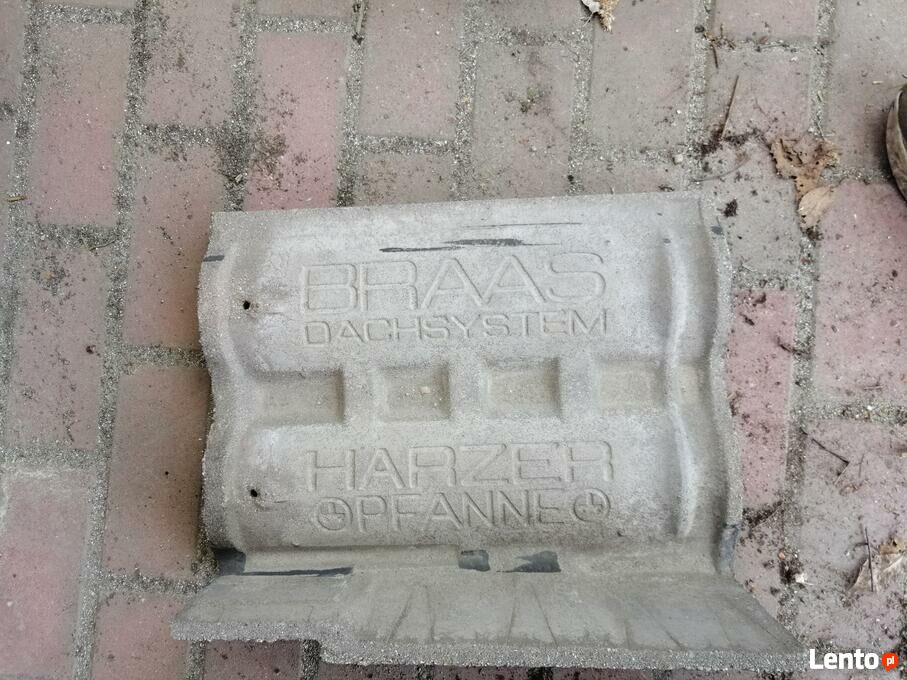 BRAAS
DACHSYSTEM
HARZER
PFANNE
Lento.pl